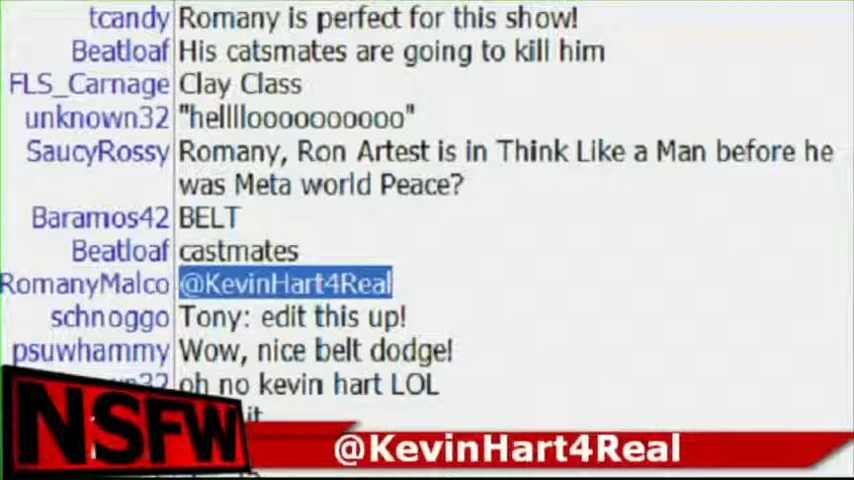 tcandy Romany is perfect for this show!
Beatloaf His catsmates are going to kill him
FLS_Carnage Clay Class
unknown32 "hellllooooooooooo"
SaucyRossy Romany, Ron Artest is in Think Like a Man before he
was Meta world Peace?
Baramos42 BELT
Beatloaf castmates
RomanyMalco @KevinHart4Real
schnoggo Tony: edit this up!
psuwhammy Wow, nice belt dodge!
oh no kevin hart LOL
NSFW
@KevinHart4Real